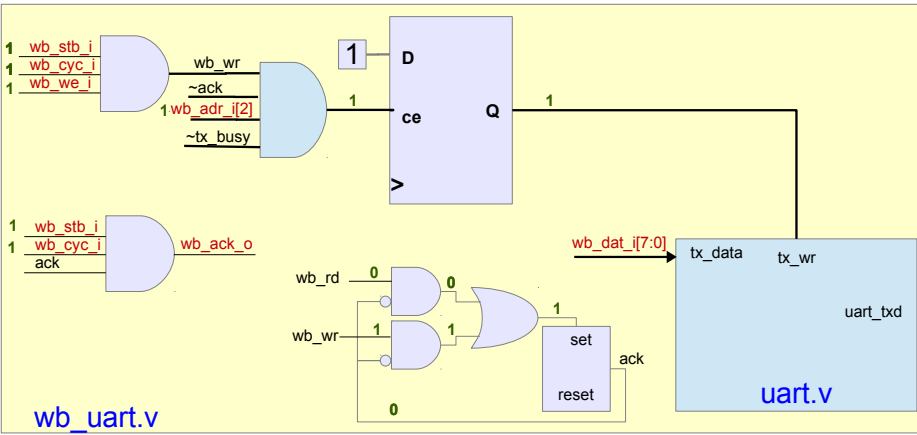 1 wb_stb_i
1 wb_cyc_i
1 wb_we_i
wb_wr
~ack
1 wb_adr_i[2]
~tx_busy
1
1
D
ce
Q
>
1
1 wb_stb_i
1 wb_cyc_i
ack
wb_ack_o
wb_dat_i[7:0]
tx_data
tx_wr
uart_txd
uart.v
wb_rd
0
0
wb_wr
1
1
1
set
reset
ack
0
wb_uart.v